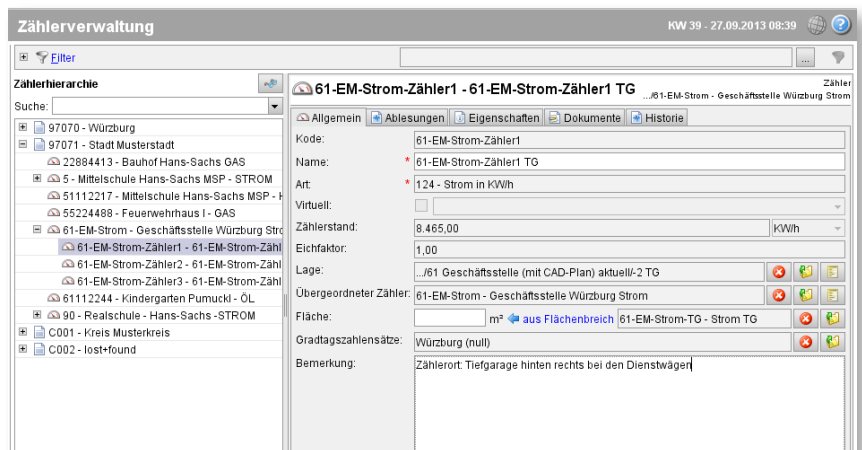 Zählerverwaltung
KW 39 - 27.09.2013 08:39
Filter
...
Zählerhierarchie
Suche:
97070 - Würzburg
97071 - Stadt Musterstadt
22884413 - Bauhof Hans-Sachs GAS
5 - Mittelschule Hans-Sachs MSP - STROM
51112217 - Mittelschule Hans-Sachs MSP - H
55224488 - Feuerwehrhaus I - GAS
61-EM-Strom - Geschäftsstelle Würzburg Stro
61-EM-Strom-Zähler1 - 61-EM-Strom-Zähl
61-EM-Strom-Zähler2 - 61-EM-Strom-Zähl
61-EM-Strom-Zähler3 - 61-EM-Strom-Zähl
61112244 - Kindergarten Pumuckl - ÖL
90 - Realschule - Hans-Sachs -STROM
C001 - Kreis Musterkreis
C002 - lost+found
61-EM-Strom-Zähler1 - 61-EM-Strom-Zähler1 TG
Zähler
.../61-EM-Strom - Geschäftsstelle Würzburg Strom
Allgemein Ablesungen Eigenschaften Dokumente Historie
Kode: 61-EM-Strom-Zähler1
Name: * 61-EM-Strom-Zähler1 TG
Art: * 124 - Strom in KW/h
Virtuell:
Zählerstand: 8.465,00 KW/h
Eichfaktor: 1,00
Lage: .../61 Geschäftsstelle (mit CAD-Plan) aktuell/-2 TG
Übergeordneter Zähler: 61-EM-Strom - Geschäftsstelle Würzburg Strom
Fläche: m² aus Flächenbreich 61-EM-Strom-TG - Strom TG
Gradtagszahlensätze: Würzburg (null)
Bemerkung: Zählerort: Tiefgarage hinten rechts bei den Dienstwägen